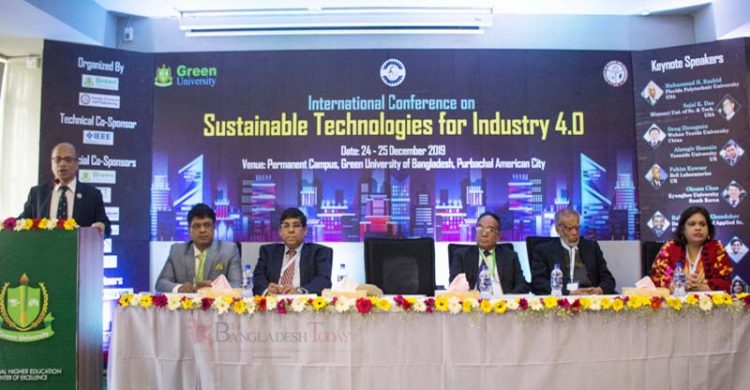 Organized By
Green
University
Technical Co-Sponsor
IEEE
Co-Sponsors
Green
University
International Conference on
Sustainable Technologies for Industry 4.0
Date: 24 - 25 December 2019
Venue: Permanent Campus, Green University of Bangladesh, Purbachal American City
Keynote Speakers
Mohammad H. Rashid
Florida Polytechnic University
USA
Sajal K. Das
Missouri Uni. of Sc. & Tech.
USA
Wuhan Textile University
China
Alamgir Hossain
Teesside University
UK
Fahim Kawsar
Bell Laboratories
UK
Oksam Chae
Kyunghee University
South Korea
Green University
HIGHER EDUCATION
CENTER OF EXCELLENCE
BANGLADESH TODAY